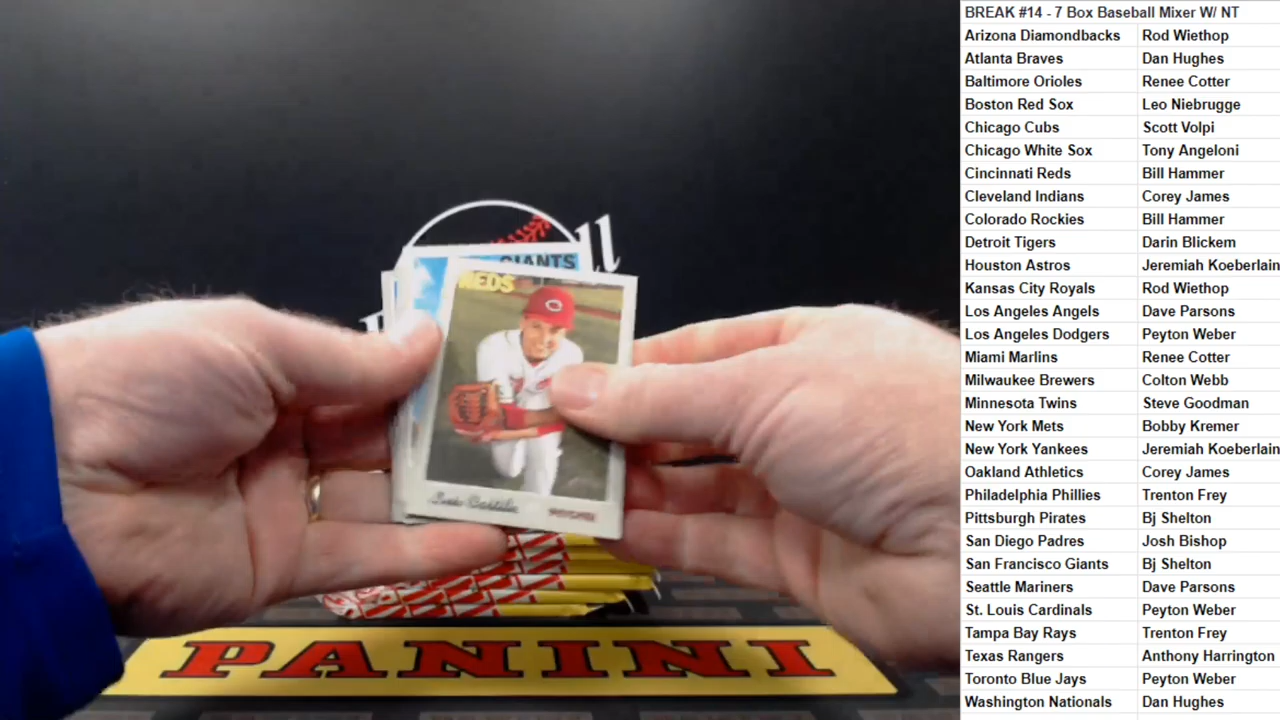 BREAK #14 - 7 Box Baseball Mixer W/ NT
Arizona Diamondbacks Rod Wiethop
Atlanta Braves Dan Hughes
Baltimore Orioles Renee Cotter
Boston Red Sox Leo Niebrugge
Chicago Cubs Scott Volpi
Chicago White Sox Tony Angeloni
Cincinnati Reds Bill Hammer
Cleveland Indians Corey James
Colorado Rockies Bill Hammer
Detroit Tigers Darin Blickem
Houston Astros Jeremiah Koeberlain
Kansas City Royals Rod Wiethop
Los Angeles Angels Dave Parsons
Los Angeles Dodgers Peyton Weber
Miami Marlins Renee Cotter
Milwaukee Brewers Colton Webb
Minnesota Twins Steve Goodman
New York Mets Bobby Kremer
New York Yankees Jeremiah Koeberlain
Oakland Athletics Corey James
Philadelphia Phillies Trenton Frey
Pittsburgh Pirates Bj Shelton
San Diego Padres Josh Bishop
San Francisco Giants Bj Shelton
Seattle Mariners Dave Parsons
St. Louis Cardinals Peyton Weber
Tampa Bay Rays Trenton Frey
Texas Rangers Anthony Harrington
Toronto Blue Jays Peyton Weber
Washington Nationals Dan Hughes
GIANTS
REDS
Luis Castillo
PITCHER
PANINI